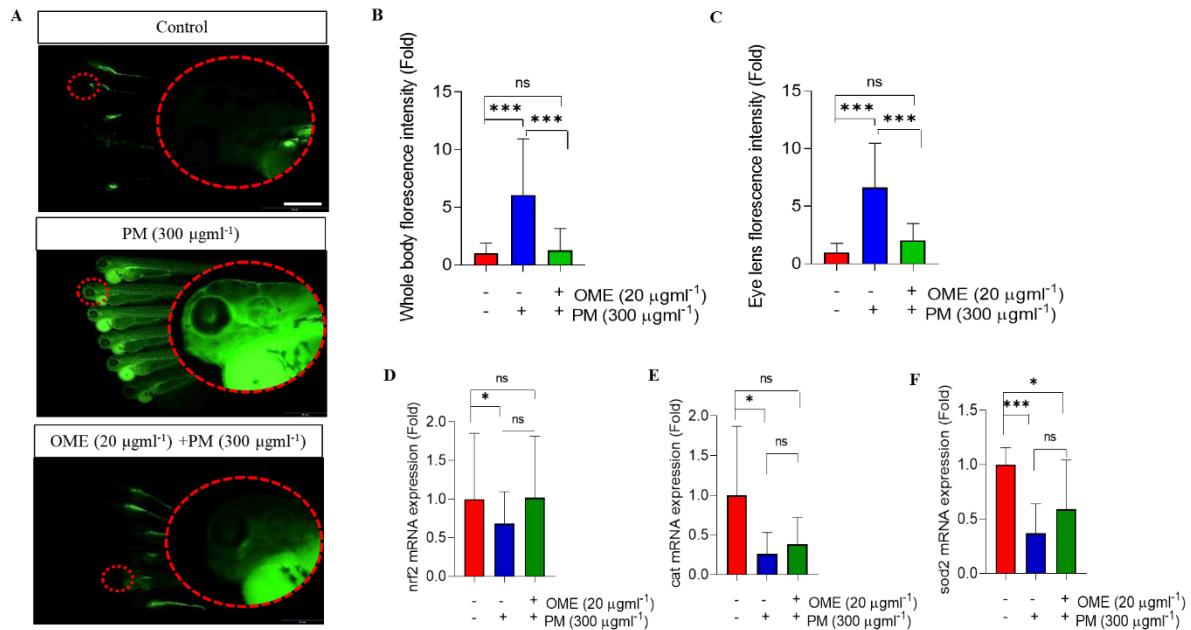 A
Control
PM (300 µgml-1)
OME (20 µgml-1) +PM (300 µgml-1)
B
Whole body florescence intensity (Fold)
15
10
5
0
ns
***
***
- - +
OME (20 µgml-1)
- + +
PM (300 µgml-1)
C
Eye lens florescence intensity (Fold)
15
10
5
0
ns
***
***
- - +
OME (20 µgml-1)
- + +
PM (300 µgml-1)
D
nrf2 mRNA expression (Fold)
2.0
1.5
1.0
0.5
0.0
ns
*
ns
- - +
OME (20 µgml-1)
- + +
PM (300 µgml-1)
E
cat mRNA expression (Fold)
2.0
1.5
1.0
0.5
0.0
ns
*
ns
- - +
OME (20 µgml-1)
- + +
PM (300 µgml-1)
F
sod2 mRNA expression (Fold)
1.5
1.0
0.5
0.0
*
***
ns
- - +
OME (20 µgml-1)
- + +
PM (300 µgml-1)